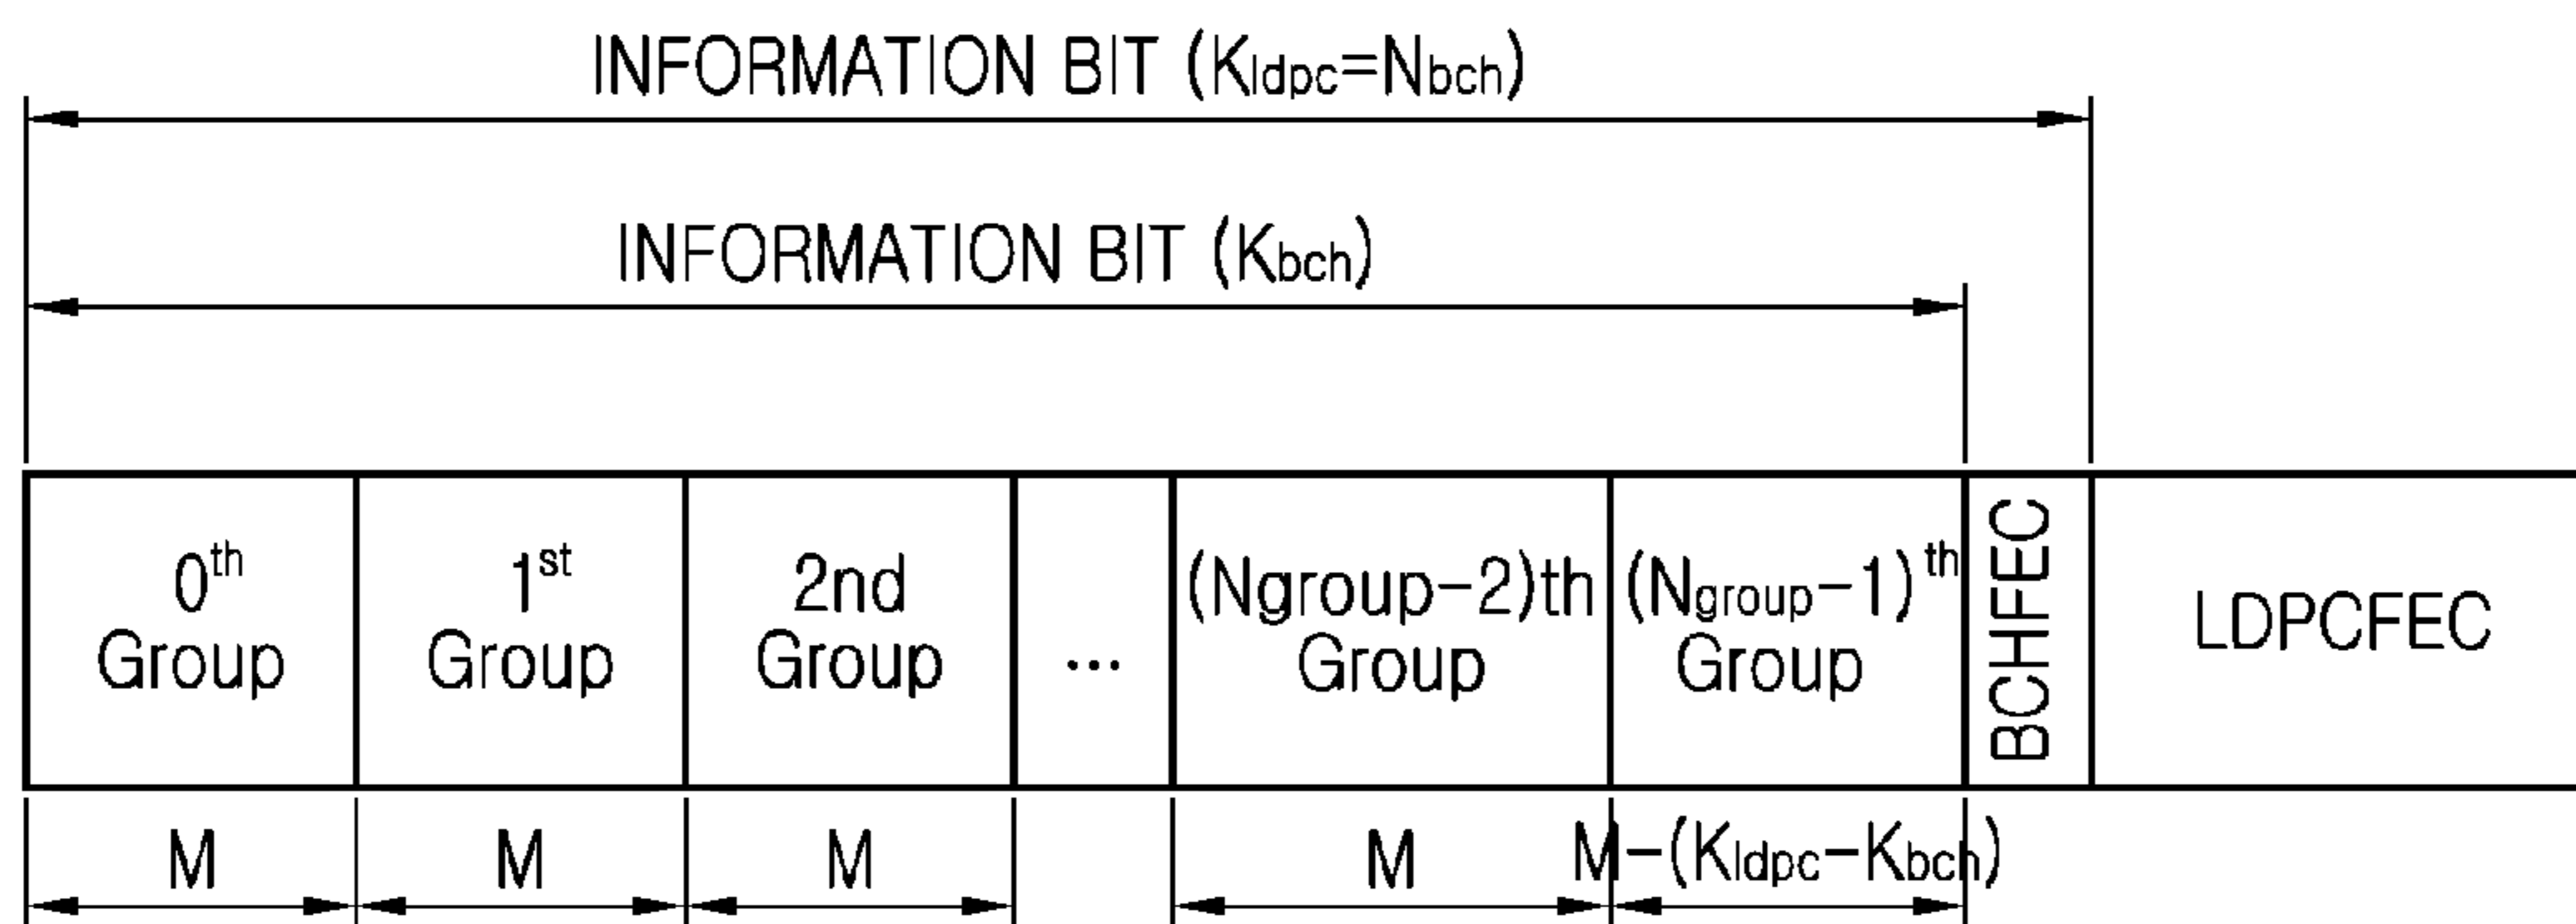 INFORMATION BIT (Kldpc=Nbch)
INFORMATION BIT (Kbch)
0th Group
1st Group
2nd Group
...
(Ngroup-2)th Group
(Ngroup-1)th Group
BCHFEC
LDPCFEC
M
M
M
M
M-(Kldpc-Kbch)